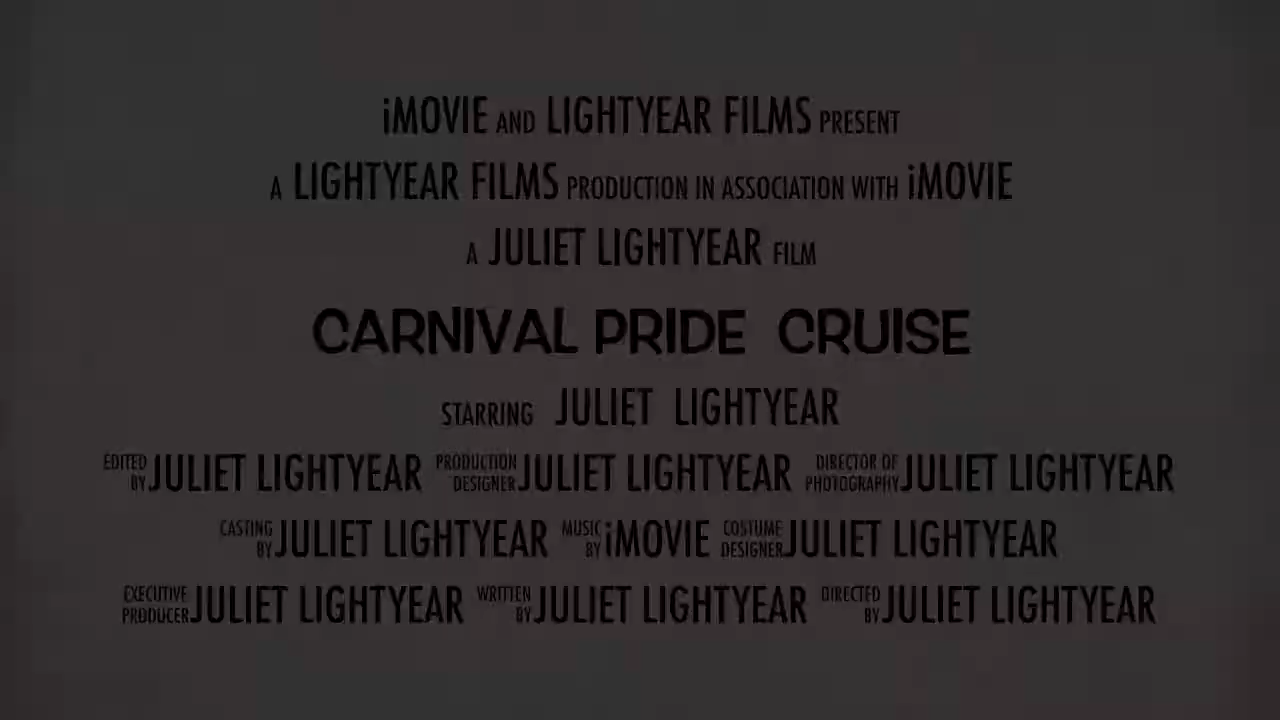 iMOVIE AND LIGHTYEAR FILMS PRESENT
A LIGHTYEAR FILMS PRODUCTION IN ASSOCIATION WITH iMOVIE
A JULIET LIGHTYEAR FILM
CARNIVAL PRIDE CRUISE
STARRING JULIET LIGHTYEAR
EDITED BY JULIET LIGHTYEAR PRODUCTION DESIGNER JULIET LIGHTYEAR DIRECTOR OF PHOTOGRAPHY JULIET LIGHTYEAR
CASTING BY JULIET LIGHTYEAR MUSIC BY iMOVIE COSTUME DESIGNER JULIET LIGHTYEAR
EXECUTIVE PRODUCER JULIET LIGHTYEAR WRITTEN BY JULIET LIGHTYEAR DIRECTED BY JULIET LIGHTYEAR